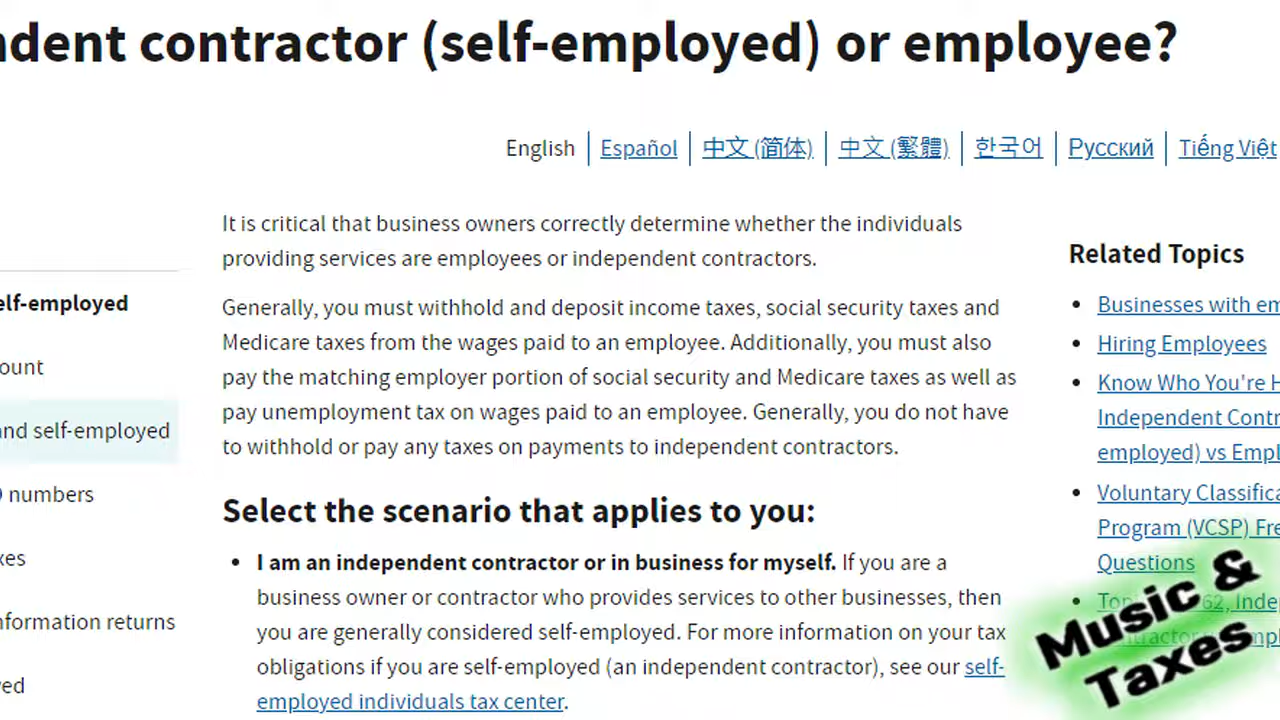 ndent contractor (self-employed) or employee?
English Español 中文 (简体) 中文 (繁體) 한국어 Русский Tiếng Việt
elf-employed
ount
and self-employed
numbers
xes
nformation returns
ved
It is critical that business owners correctly determine whether the individuals
providing services are employees or independent contractors.
Generally, you must withhold and deposit income taxes, social security taxes and
Medicare taxes from the wages paid to an employee. Additionally, you must also
pay the matching employer portion of social security and Medicare taxes as well as
pay unemployment tax on wages paid to an employee. Generally, you do not have
to withhold or pay any taxes on payments to independent contractors.
Select the scenario that applies to you:
• I am an independent contractor or in business for myself. If you are a
business owner or contractor who provides services to other businesses, then
you are generally considered self-employed. For more information on your tax
obligations if you are self-employed (an independent contractor), see our self-
employed individuals tax center.
Related Topics
• Businesses with em
• Hiring Employees
• Know Who You're H
Independent Contr
employed) vs Empl
• Voluntary Classifica
Program (VCSP) Fre
Questions
• 62, Inde
Music &
Taxes